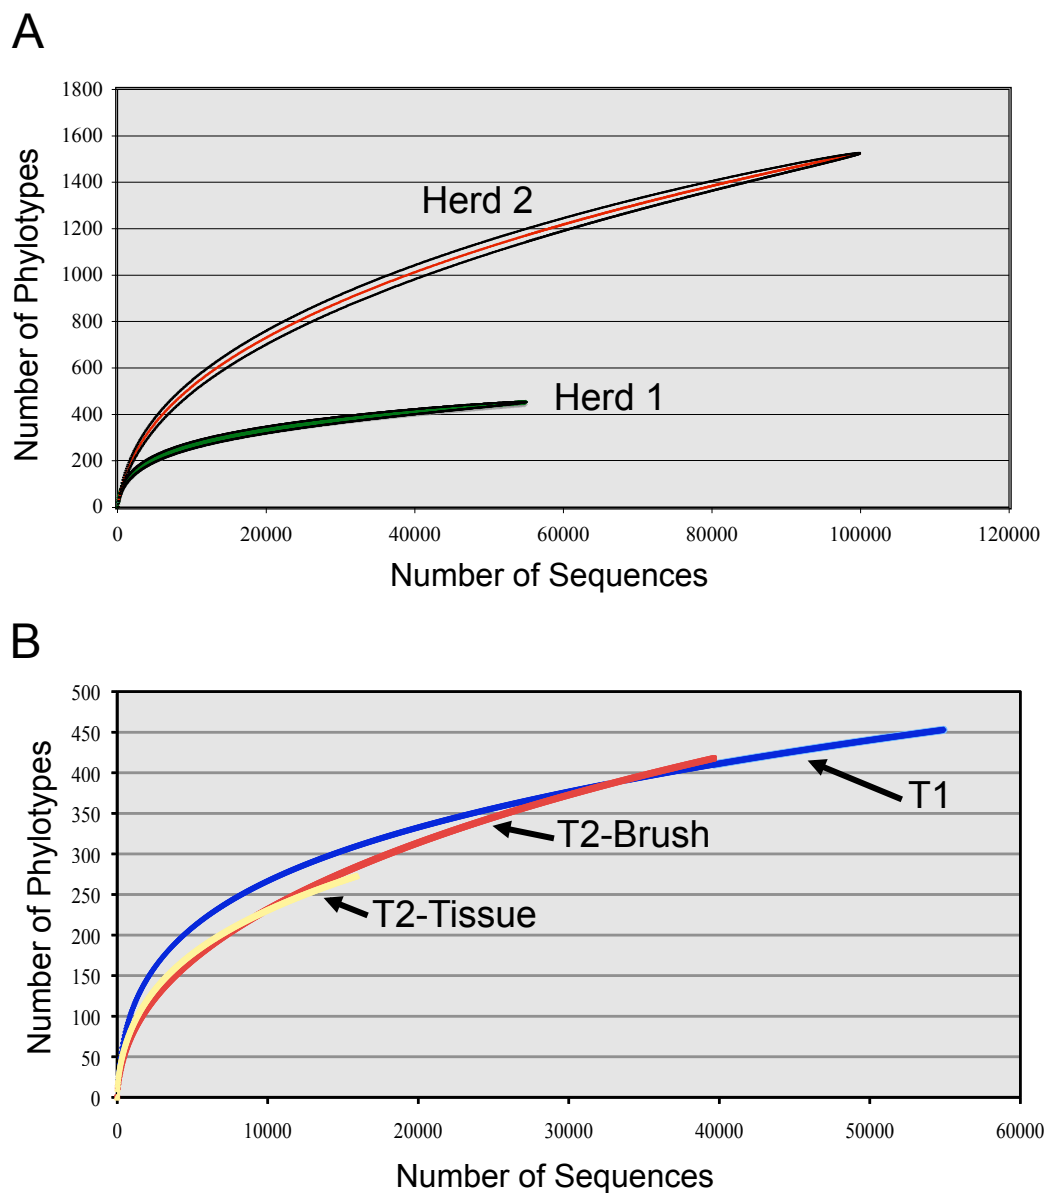 A
Number of Phylotypes
1800
1600
1400
1200
1000
800
600
400
200
0
Herd 2
Herd 1
0 20000 40000 60000 80000 100000 120000
Number of Sequences
B
Number of Phylotypes
500
450
400
350
300
250
200
150
100
50
0
T1
T2-Brush
T2-Tissue
0 10000 20000 30000 40000 50000 60000
Number of Sequences